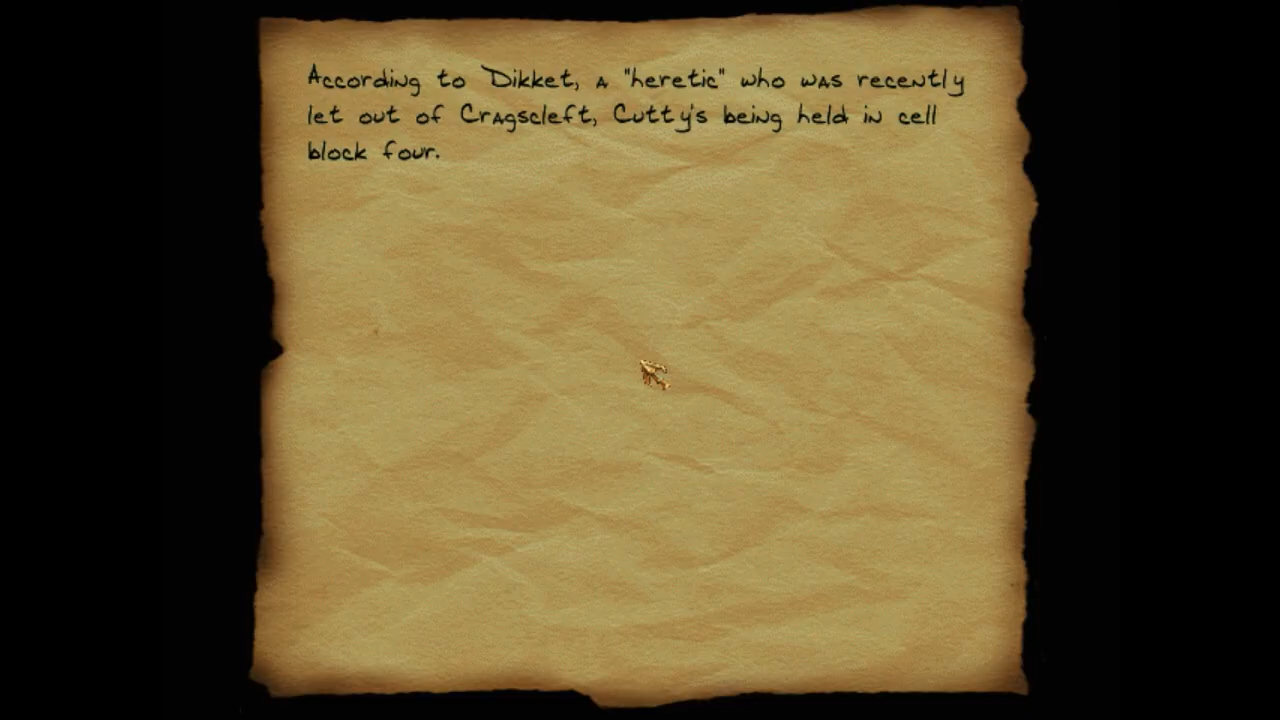 According to Dikket, a "heretic" who was recently
let out of Cragscleft, Cutty's being held in cell
block four.